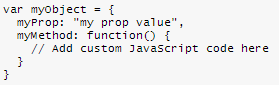 var myObject = {
  myProp: "my prop value",
  myMethod: function() {
    // Add custom JavaScript code here
  }
}